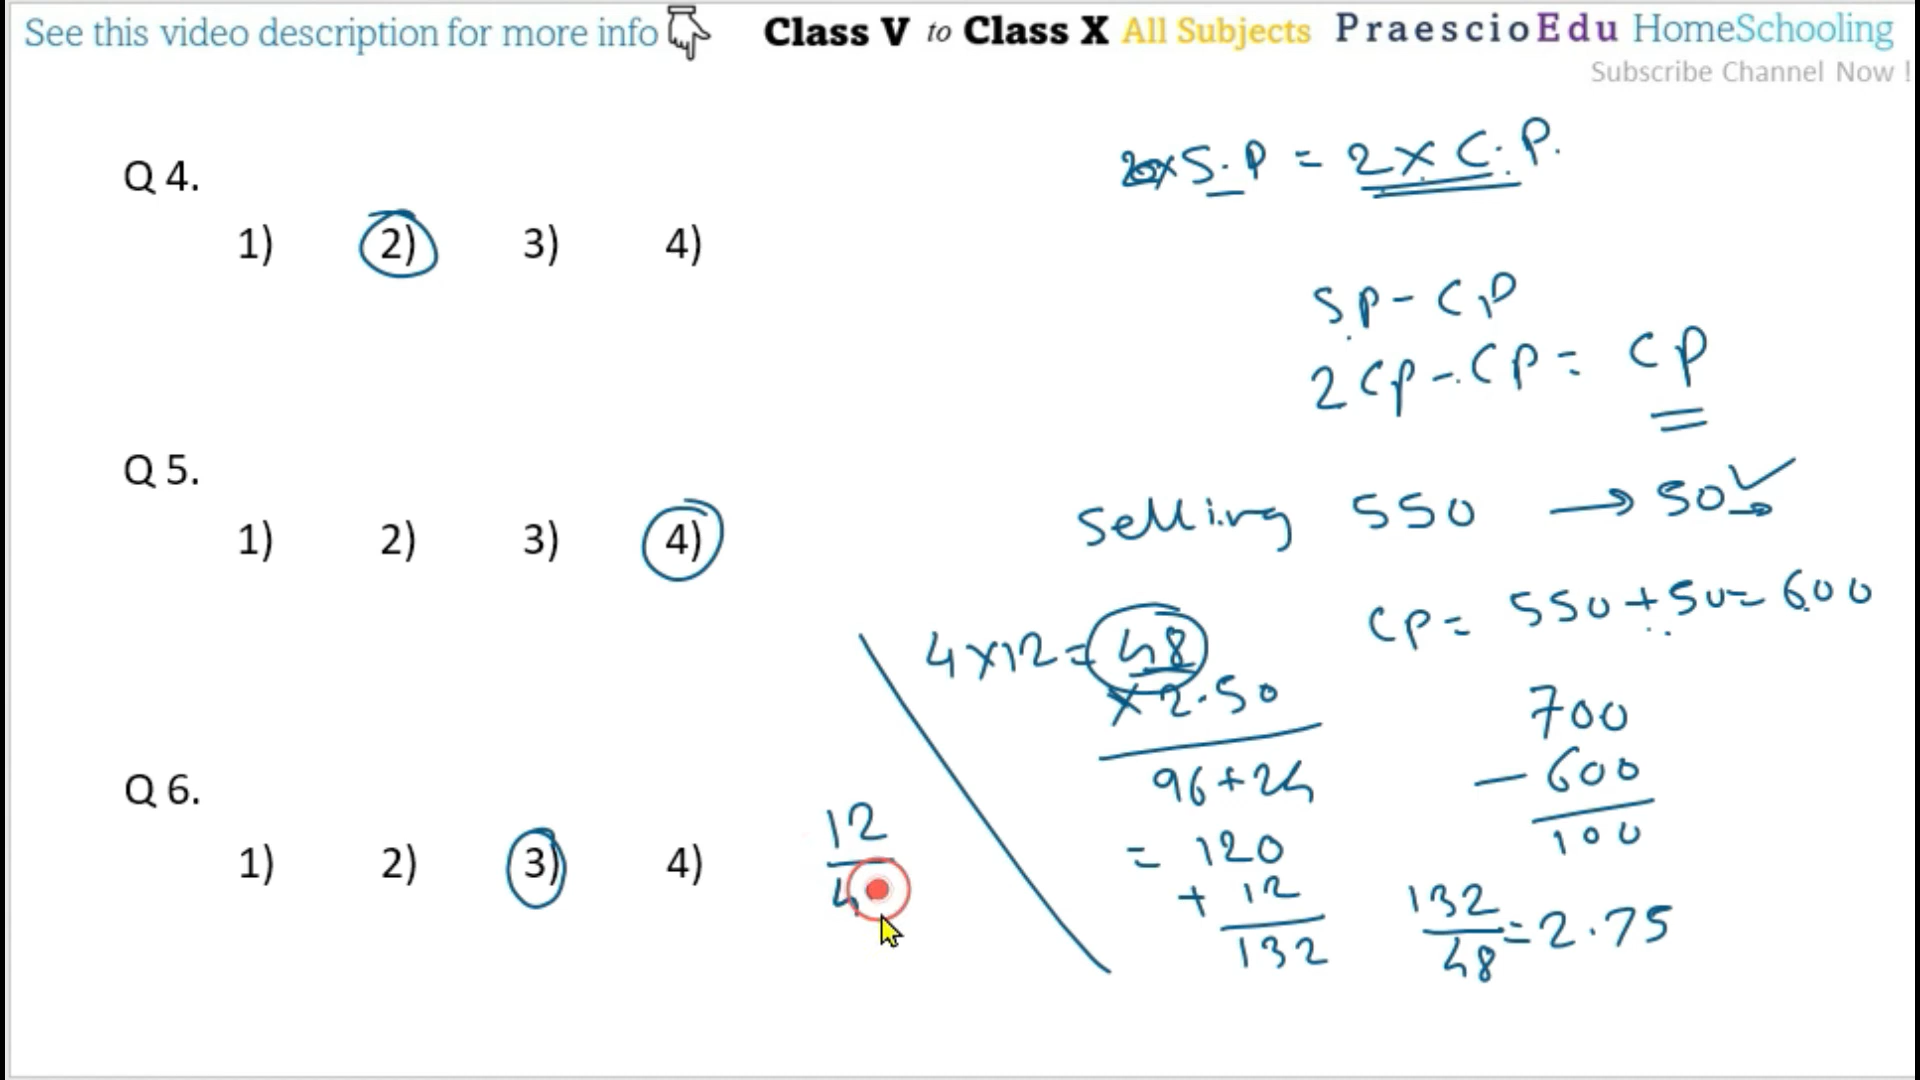 See this video description for more info Class V to Class X All Subjects PraescioEdu HomeSchooling
Subscribe Channel Now !
Q 4.
1) 2) 3) 4)
S.P = 2 x C.P.
SP - CP
2CP - CP = CP
Q 5.
1) 2) 3) 4)
Selling 550 → 50
CP = 550 + 50 = 600
4 x 12 = 48
x 2.50
96 + 24
= 120
+ 12
132
700
- 600
100
132
48 = 2.75
Q 6.
1) 2) 3) 4)
12
4